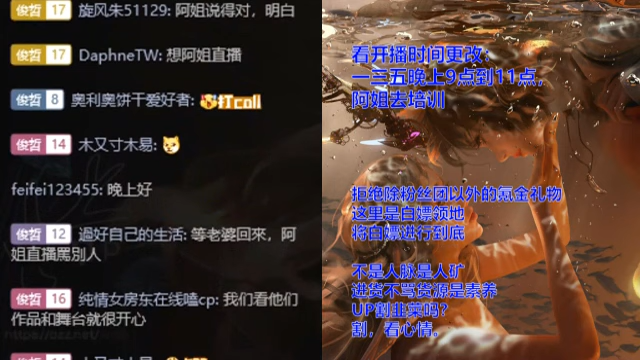 俊哲 17 旋风朱51129: 阿姐说得对，明白
俊哲 17 DaphneTW: 想阿姐直播
俊哲 8 奥利奥饼干爱好者: 打call
俊哲 14 木又寸木易:
feifei123455: 晚上好
俊哲 12 過好自己的生活: 等老婆回來，阿
姐直播罵別人
俊哲 16 纯情女房东在线嗑cp: 我们看他们
作品和舞台就很开心
看开播时间更改：
一三五晚上9点到11点，
阿姐去培训
拒绝除粉丝团以外的氪金礼物
这里是白嫖领地
将白嫖进行到底
不是人脉是人矿
进货不骂货源是素养
UP割韭菜吗？
割，看心情。